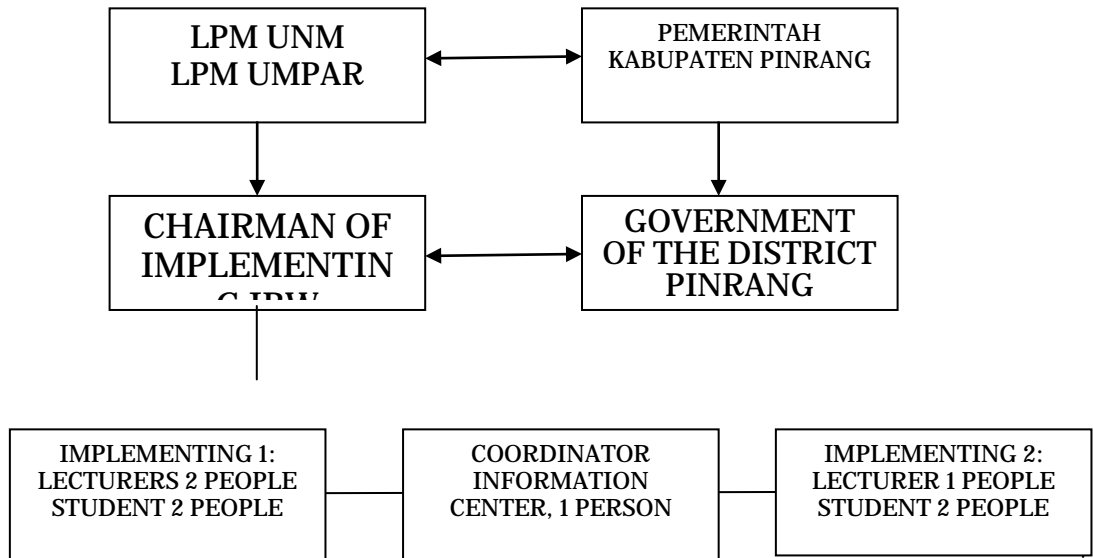 LPM UNM
LPM UMPAR
PEMERINTAH
KABUPATEN PINRANG
CHAIRMAN OF
IMPLEMENTIN
GOVERNMENT
OF THE DISTRICT
PINRANG
IMPLEMENTING 1:
LECTURERS 2 PEOPLE
STUDENT 2 PEOPLE
COORDINATOR
INFORMATION
CENTER, 1 PERSON
IMPLEMENTING 2:
LECTURER 1 PEOPLE
STUDENT 2 PEOPLE